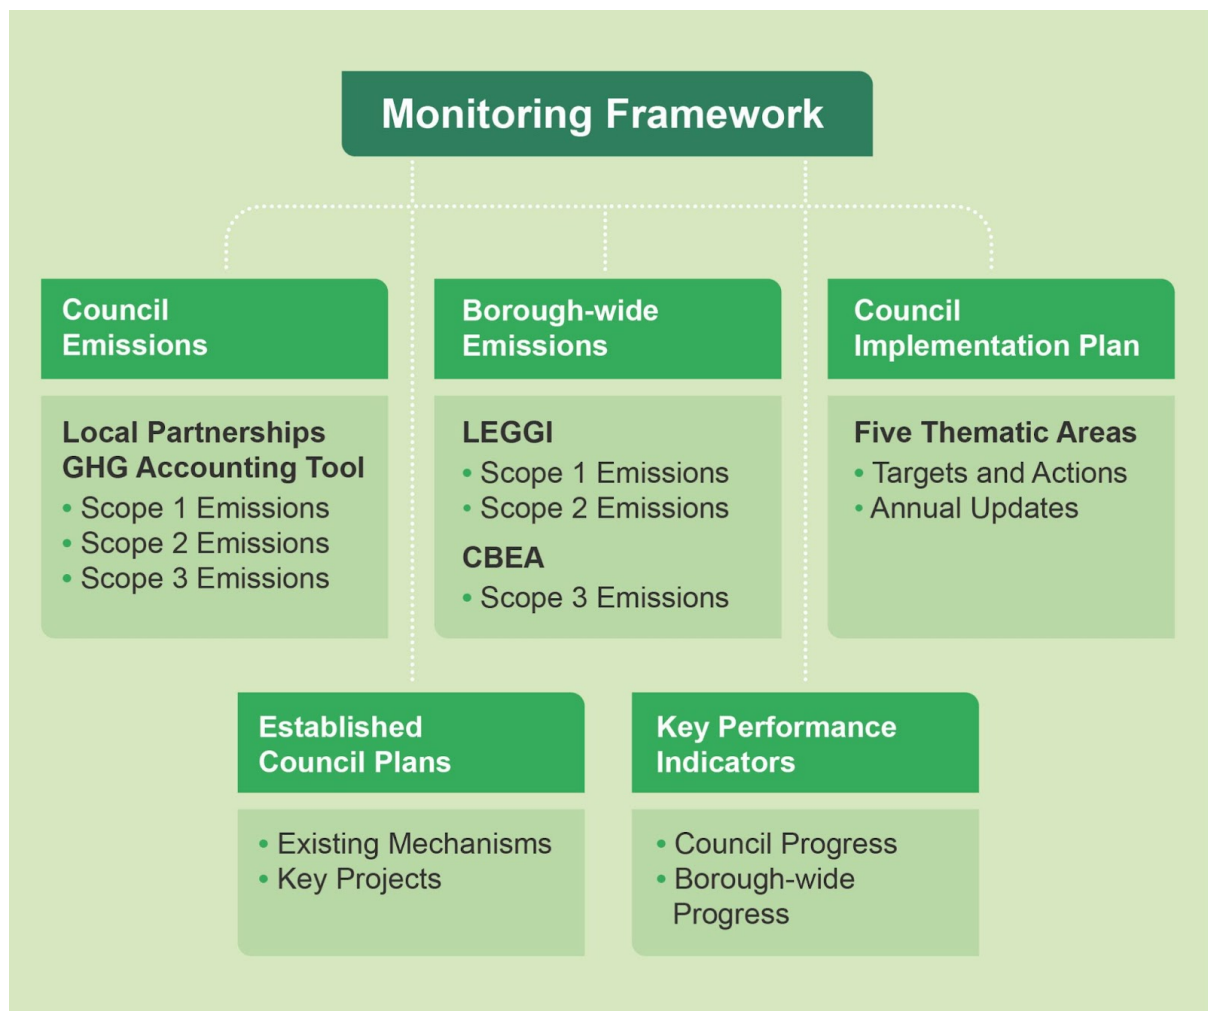 Monitoring Framework
Council
Emissions
Local Partnerships
GHG Accounting Tool
• Scope 1 Emissions
• Scope 2 Emissions
• Scope 3 Emissions
Borough-wide
Emissions
LEGGI
• Scope 1 Emissions
• Scope 2 Emissions
CBEA
• Scope 3 Emissions
Council
Implementation Plan
Five Thematic Areas
• Targets and Actions
• Annual Updates
Established
Council Plans
• Existing Mechanisms
• Key Projects
Key Performance
Indicators
• Council Progress
• Borough-wide
Progress